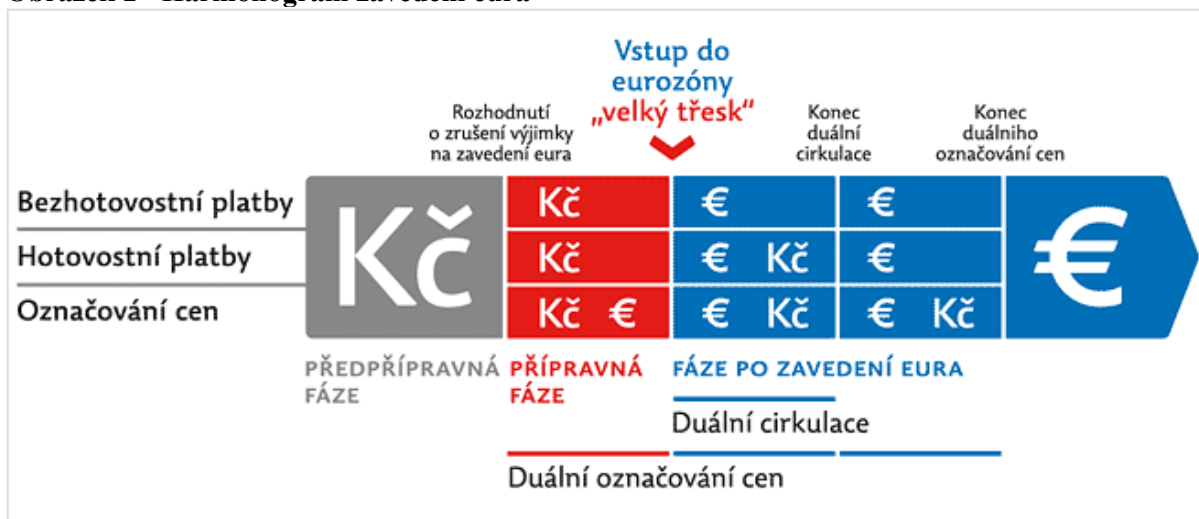 Vstup do
eurozóny
„velký třesk“
Rozhodnutí
o zrušení výjimky
na zavedení eura
Konec
duální
cirkulace
Konec
duálniho
označování cen
Bezhotovostní platby
Kč
Kč
€
€
€
Hotovostní platby
Kč
€ Kč
€
Označování cen
Kč €
€ Kč
€ Kč
PŘEDPŘÍPRAVNÁ
FÁZE
PŘÍPRAVNÁ
FÁZE
FÁZE PO ZAVEDENÍ EURA
Duální cirkulace
Duální označování cen